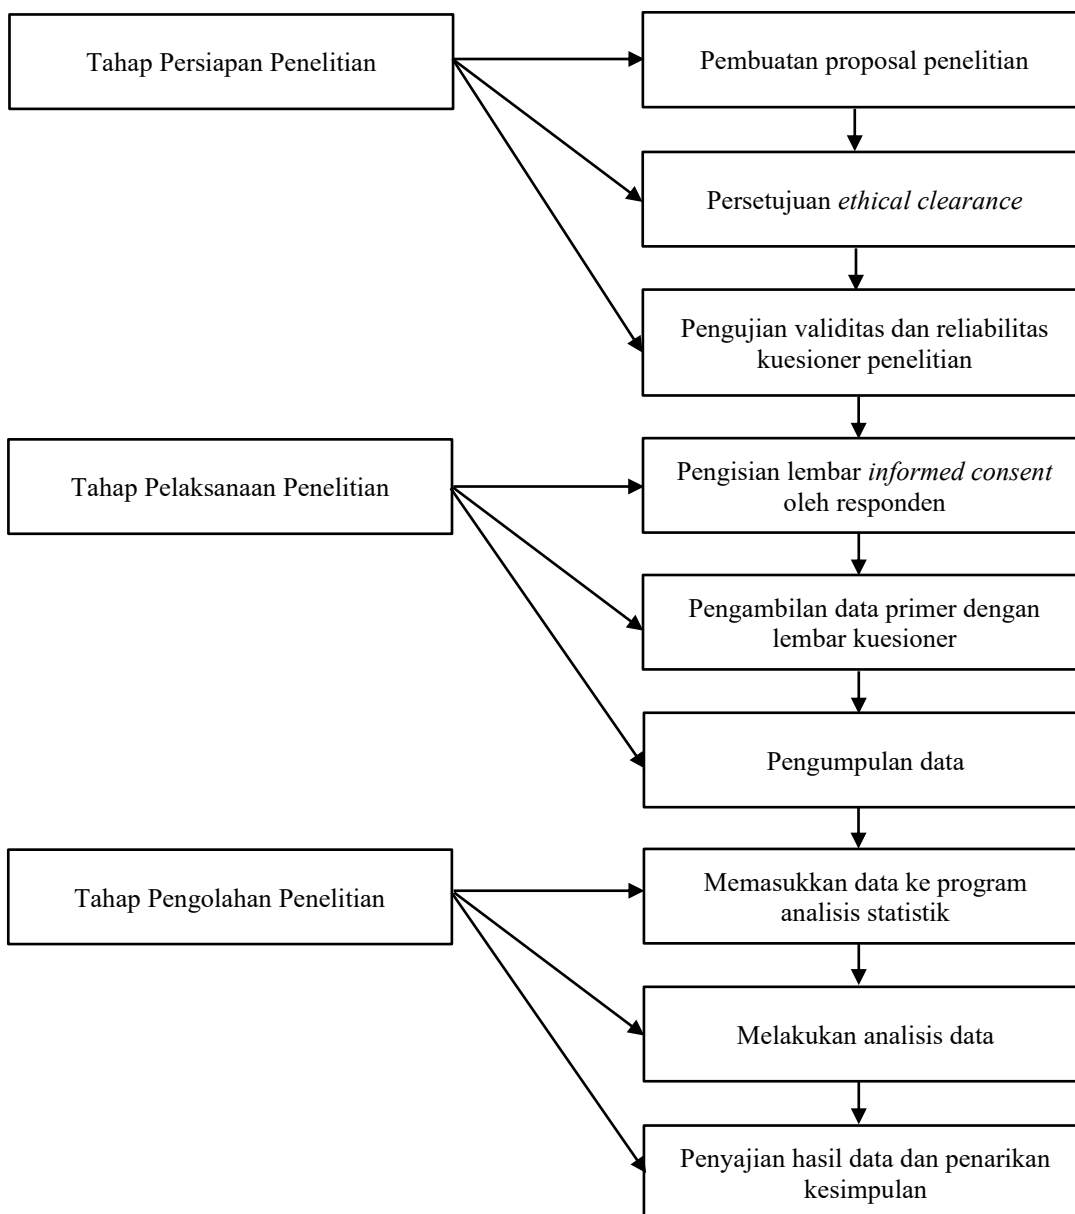 Tahap Persiapan Penelitian
Pembuatan proposal penelitian
Persetujuan ethical clearance
Pengujian validitas dan reliabilitas
kuesioner penelitian
Tahap Pelaksanaan Penelitian
Pengisian lembar informed consent
oleh responden
Pengambilan data primer dengan
lembar kuesioner
Pengumpulan data
Tahap Pengolahan Penelitian
Memasukkan data ke program
analisis statistik
Melakukan analisis data
Penyajian hasil data dan penarikan
kesimpulan